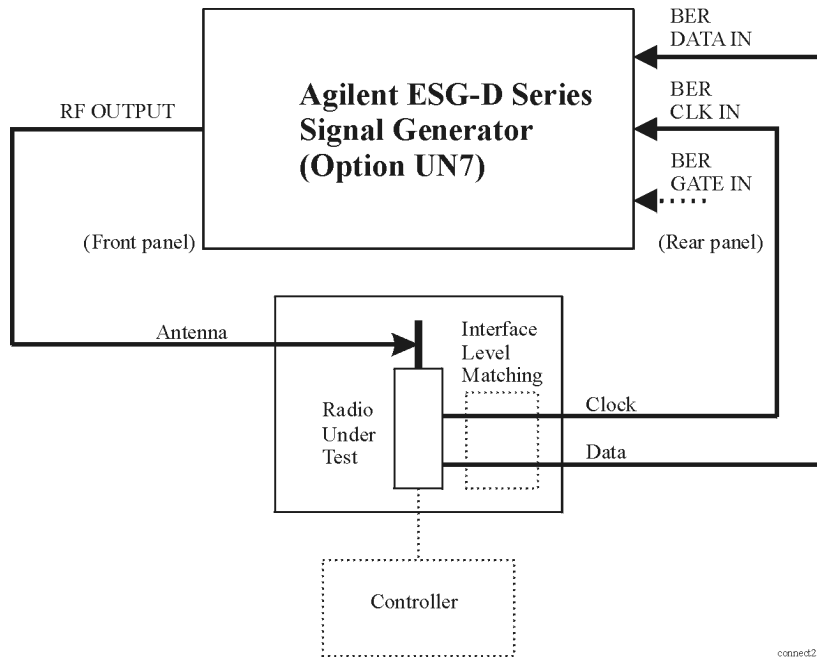 BER
DATA IN
Agilent ESG-D Series
Signal Generator
(Option UN7)
RF OUTPUT
BER
CLK IN
BER
GATE IN
(Front panel)
(Rear panel)
Antenna
Interface
Level
Matching
Radio
Under
Test
Clock
Data
Controller
connect2